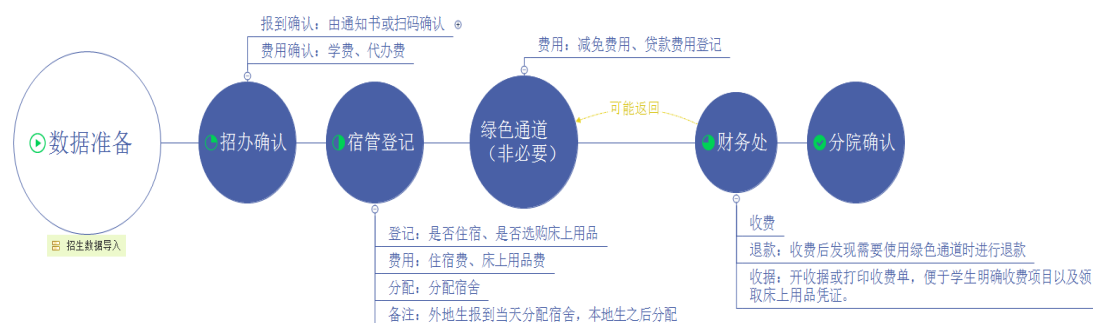 报到确认：由通知书或扫码确认
费用确认：学费、代办费
费用：减免费用、贷款费用登记
可能返回
数据准备
招办确认
宿管登记
绿色通道
（非必要）
财务处
分院确认
招生数据导入
登记：是否住宿、是否选购床上用品
费用：住宿费、床上用品费
分配：分配宿舍
备注：外地生报到当天分配宿舍，本地生之后分配
收费
退款：收费后发现需要使用绿色通道时进行退款
收据：开收据或打印收费单，便于学生明确收费项目以及领
取床上用品凭证。